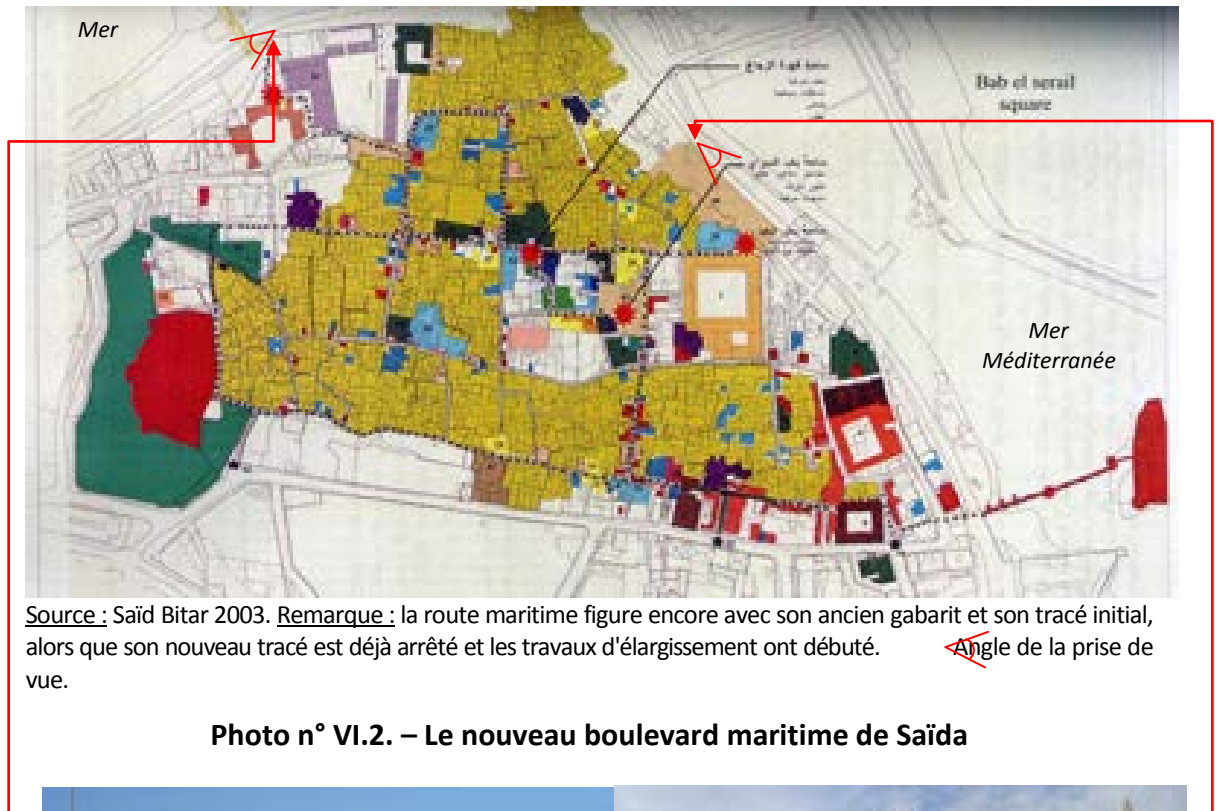 Mer
Bab el serail
square
Mer
Méditerranée
Source : Saïd Bitar 2003. Remarque : la route maritime figure encore avec son ancien gabarit et son tracé initial,
alors que son nouveau tracé est déjà arrêté et les travaux d'élargissement ont débuté. Angle de la prise de
vue.
Photo n° VI.2. – Le nouveau boulevard maritime de Saïda